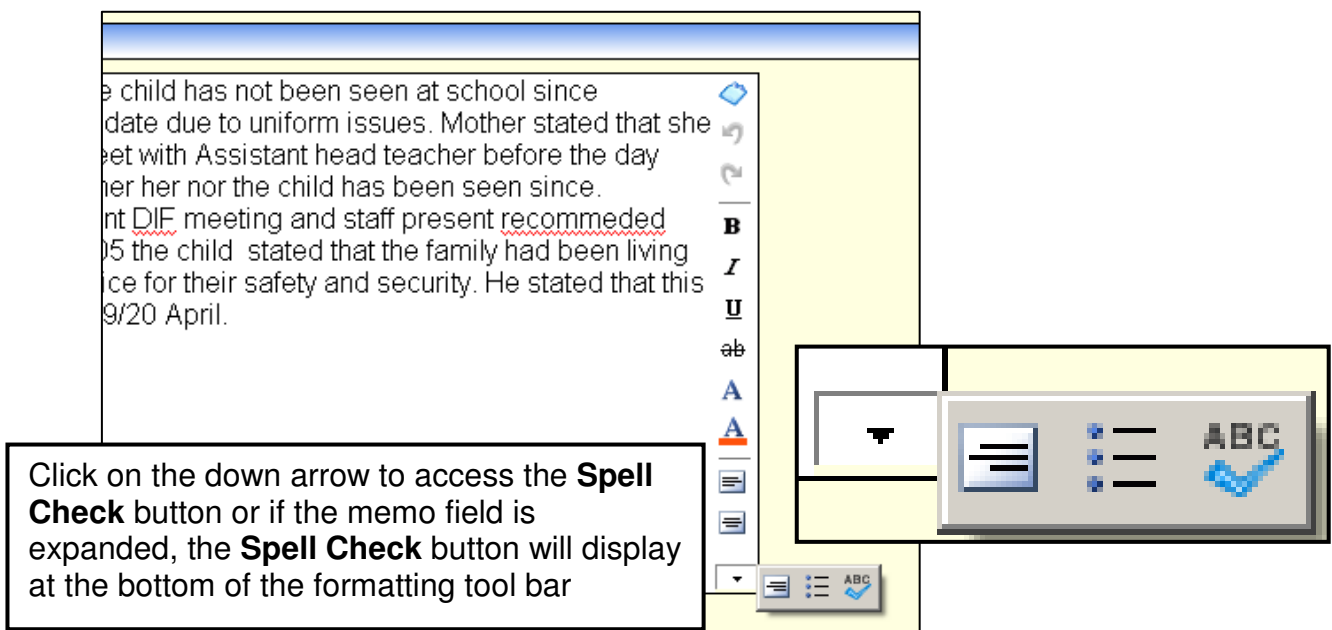 e child has not been seen at school since
date due to uniform issues. Mother stated that she
eet with Assistant head teacher before the day
her her nor the child has been seen since.
nt DIF meeting and staff present recommeded
05 the child  stated that the family had been living
ice for their safety and security. He stated that this
9/20 April.
B
I
U
ab
A
A
Click on the down arrow to access the Spell
Check button or if the memo field is
expanded, the Spell Check button will display
at the bottom of the formatting tool bar
ABC
ABC